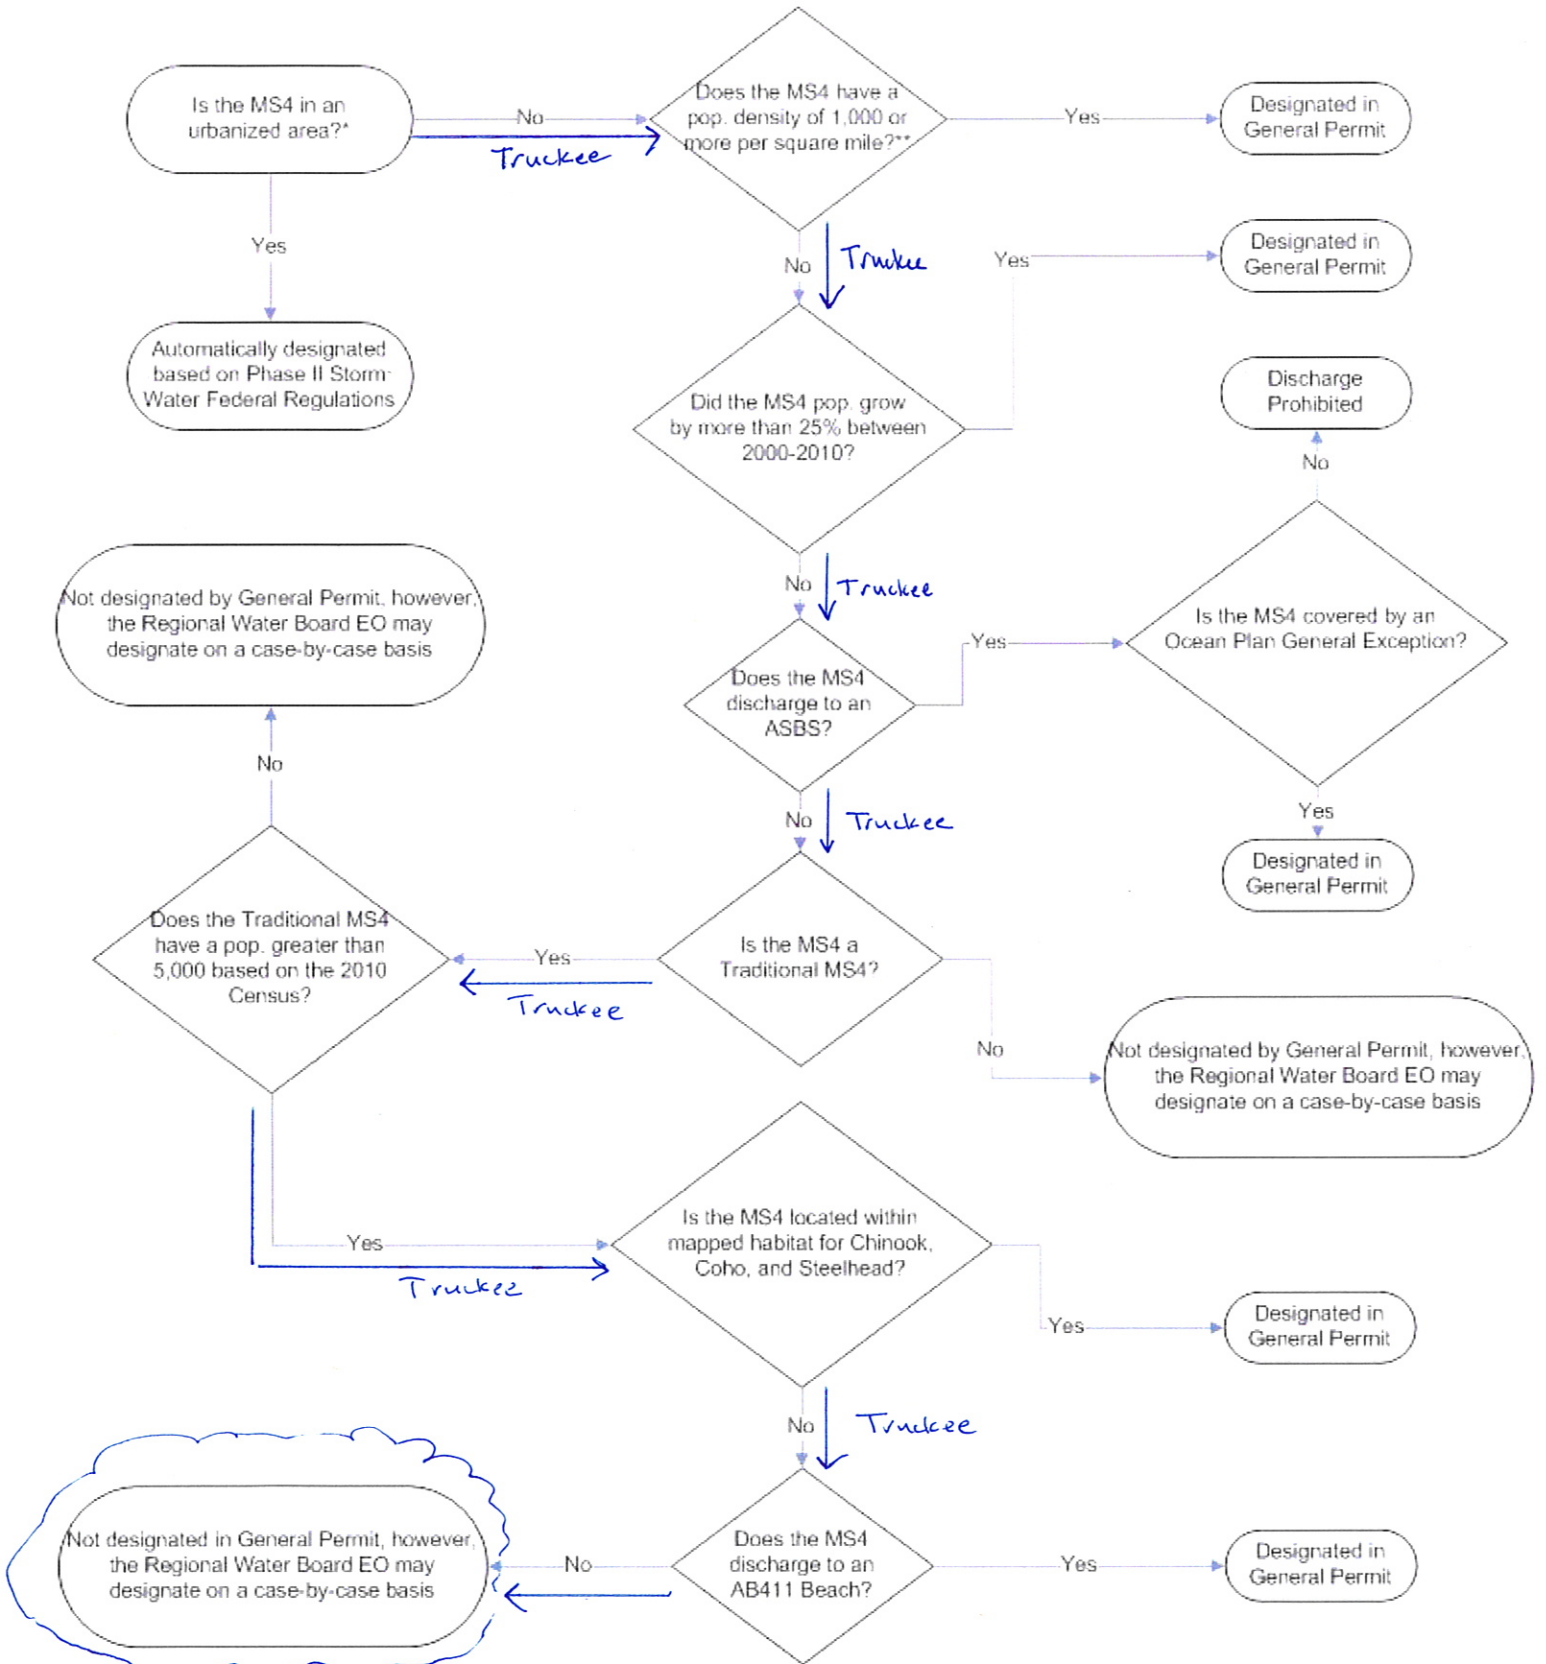 Is the MS4 in an
urbanized area?*
No
Truckee
Does the MS4 have a
pop. density of 1,000 or
more per square mile?**
Yes
Designated in
General Permit
Yes
Automatically designated
based on Phase II Storm-
Water Federal Regulations
No
Truckee
Did the MS4 pop. grow
by more than 25% between
2000-2010?
Yes
Designated in
General Permit
No
Truckee
Does the MS4
discharge to an
ASBS?
Yes
Is the MS4 covered by an
Ocean Plan General Exception?
No
Discharge
Prohibited
Yes
Designated in
General Permit
No
Truckee
Is the MS4 a
Traditional MS4?
No
Not designated by General Permit, however,
the Regional Water Board EO may
designate on a case-by-case basis
Yes
Truckee
Does the Traditional MS4
have a pop. greater than
5,000 based on the 2010
Census?
No
Not designated by General Permit, however,
the Regional Water Board EO may
designate on a case-by-case basis
Yes
Truckee
Is the MS4 located within
mapped habitat for Chinook,
Coho, and Steelhead?
Yes
Designated in
General Permit
No
Truckee
Does the MS4
discharge to an
AB411 Beach?
Yes
Designated in
General Permit
No
Not designated in General Permit, however,
the Regional Water Board EO may
designate on a case-by-case basis